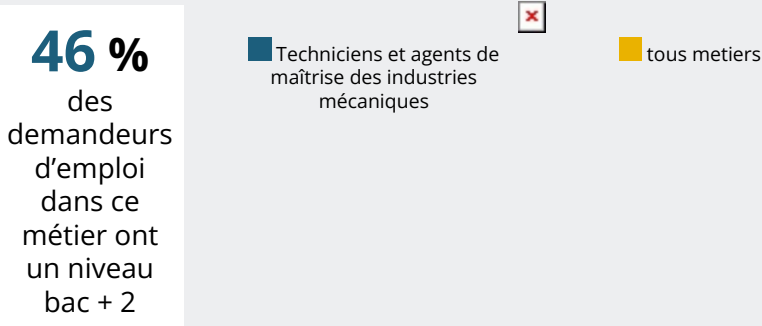 46 %
des
demandeurs
d'emploi
dans ce
métier ont
un niveau
bac + 2
Techniciens et agents de
maîtrise des industries
mécaniques
tous metiers